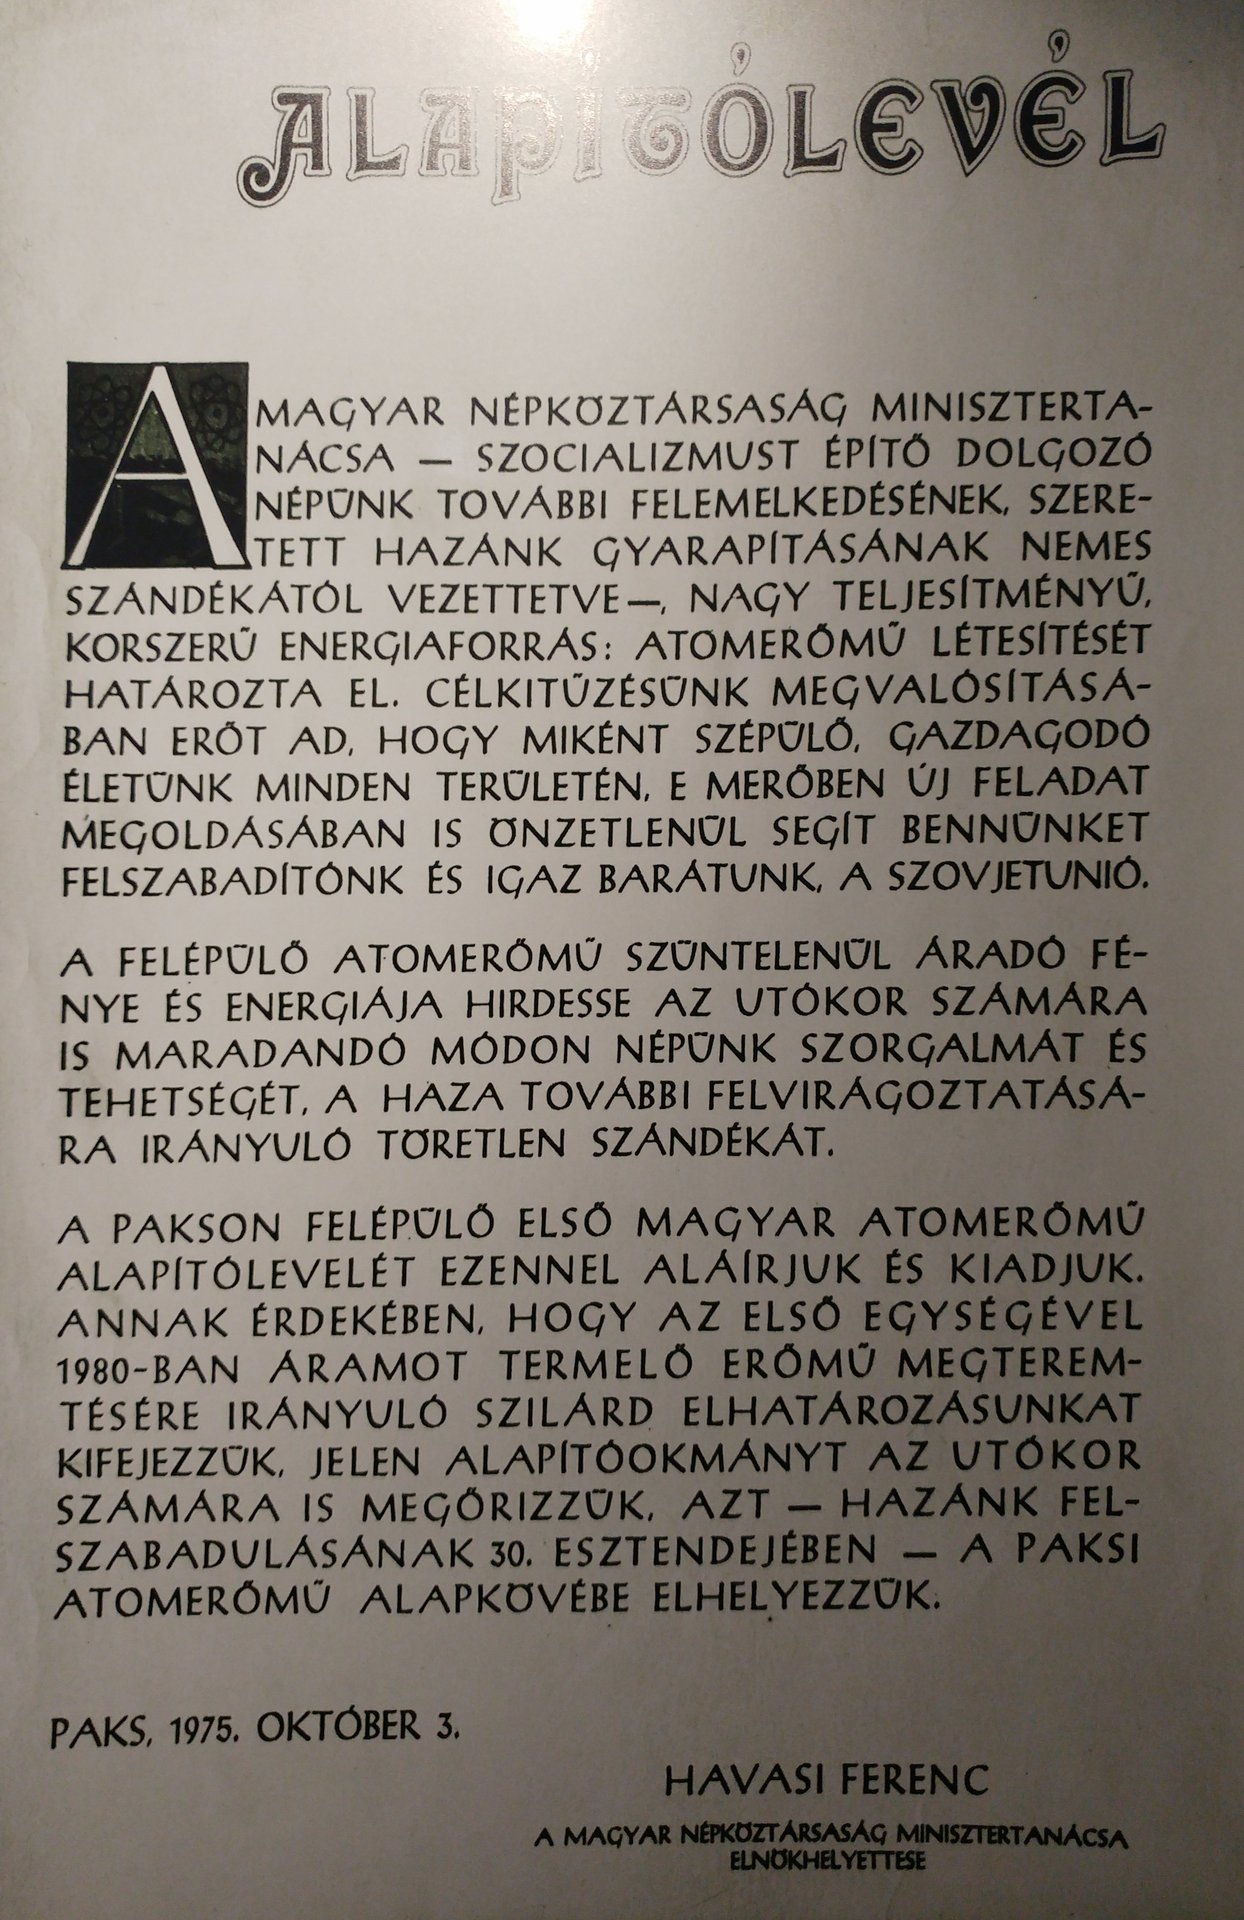 ALAPÍTÓLEVÉL
A MAGYAR NÉPKÖZTÁRSASÁG MINISZTERTA-
NÁCSA — SZOCIALIZMUST ÉPÍTŐ DOLGOZÓ
NÉPÜNK TOVÁBBI FELEMELKEDÉSÉNEK, SZERE-
TETT HAZÁNK GYARAPÍTÁSÁNAK NEMES
SZÁNDÉKÁTÓL VEZETTETVE—, NAGY TELJESÍTMÉNYŰ,
KORSZERŰ ENERGIAFORRÁS: ATOMERŐMŰ LÉTESÍTÉSÉT
HATÁROZTA EL. CÉLKITŰZÉSÜNK MEGVALÓSÍTÁSÁ-
BAN ERŐT AD, HOGY MIKÉNT SZÉPÜLŐ, GAZDAGODÓ
ÉLETÜNK MINDEN TERÜLETÉN, E MERŐBEN ÚJ FELADAT
MEGOLDÁSÁBAN IS ÖNZETLENÜL SEGÍT BENNÜNKET
FELSZABADÍTÓNK ÉS IGAZ BARÁTUNK, A SZOVJETUNIÓ.
A FELÉPÜLŐ ATOMERŐMŰ SZÜNTELENÜL ÁRADÓ FÉ-
NYE ÉS ENERGIÁJA HIRDESSE AZ UTÓKOR SZÁMÁRA
IS MARADANDÓ MÓDON NÉPÜNK SZORGALMÁT ÉS
TEHETSÉGÉT, A HAZA TOVÁBBI FELVIRÁGOZTATÁSÁ-
RA IRÁNYULÓ TÖRETLEN SZÁNDÉKÁT.
A PAKSON FELÉPÜLŐ ELSŐ MAGYAR ATOMERŐMŰ
ALAPÍTÓLEVELÉT EZENNEL ALÁÍRJUK ÉS KIADJUK.
ANNAK ÉRDEKÉBEN, HOGY AZ ELSŐ EGYSÉGÉVEL
1980-BAN ÁRAMOT TERMELŐ ERŐMŰ MEGTEREM-
TÉSÉRE IRÁNYULÓ SZILÁRD ELHATÁROZÁSUNKAT
KIFEJEZZÜK, JELEN ALAPÍTÓOKMÁNYT AZ UTÓKOR
SZÁMÁRA IS MEGŐRIZZÜK, AZT — HAZÁNK FEL-
SZABADULÁSÁNAK 30. ESZTENDEJÉBEN — A PAKSI
ATOMERŐMŰ ALAPKÖVÉBE ELHELYEZZÜK.
PAKS, 1975. OKTÓBER 3.
HAVASI FERENC
A MAGYAR NÉPKÖZTÁRSASÁG MINISZTERTANÁCSA
ELNÖKHELYETTESE